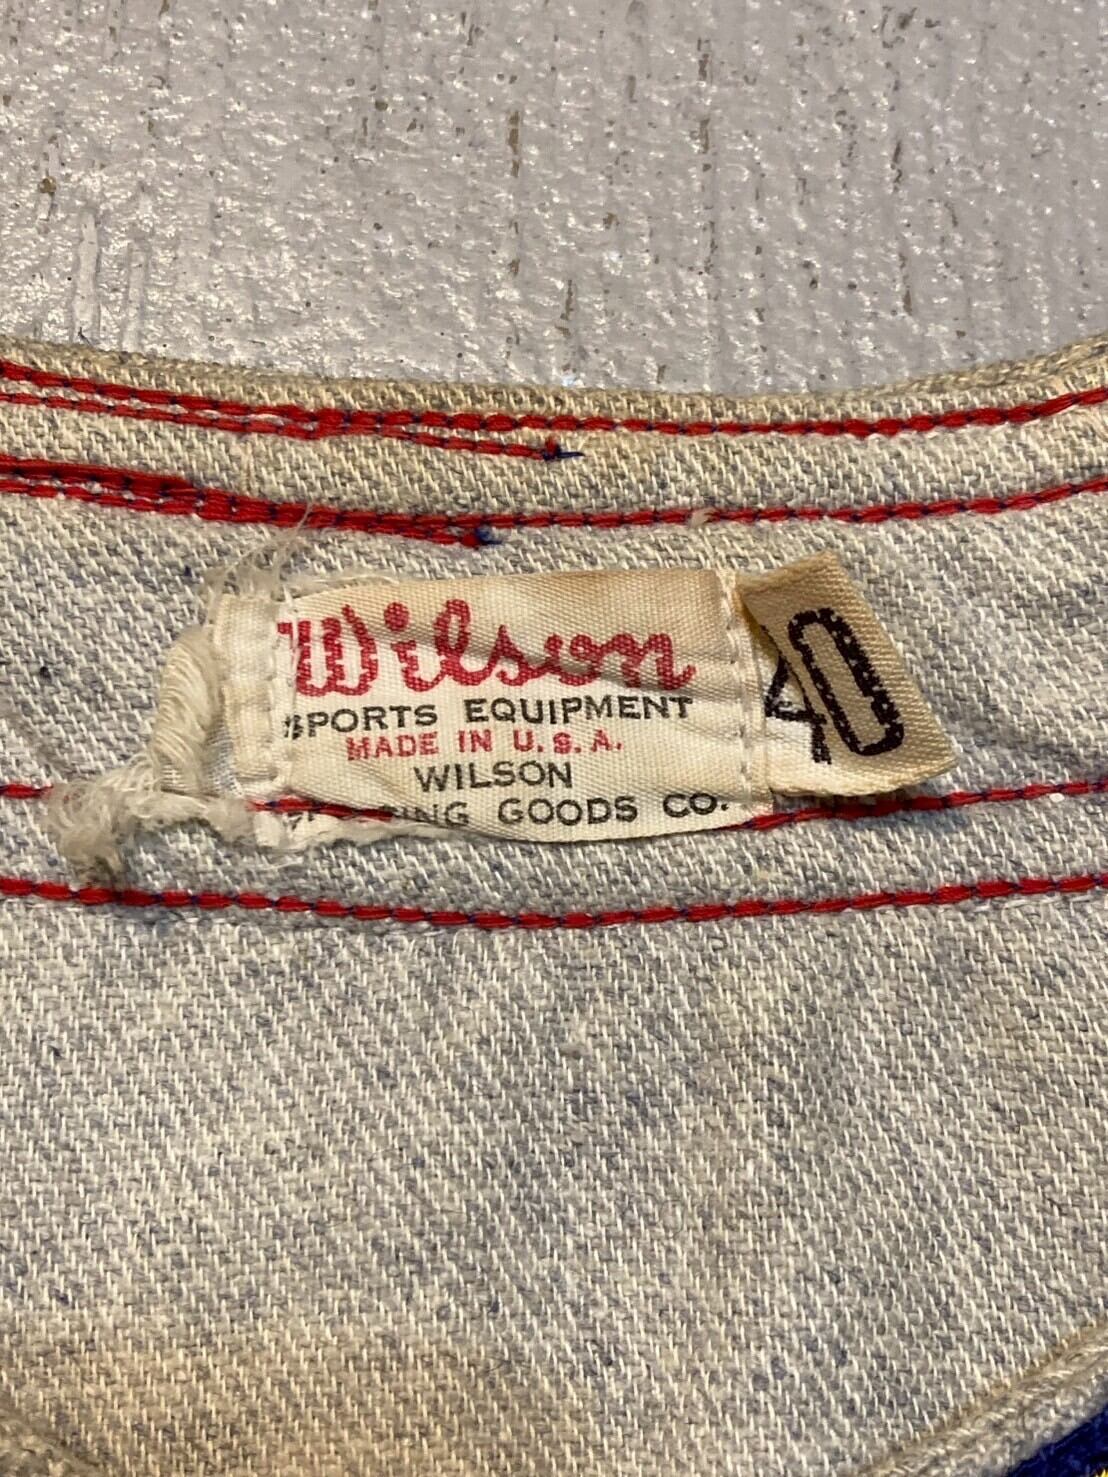 Wilson
SPORTS EQUIPMENT
MADE IN U.S.A.
WILSON
GOODS CO.
40